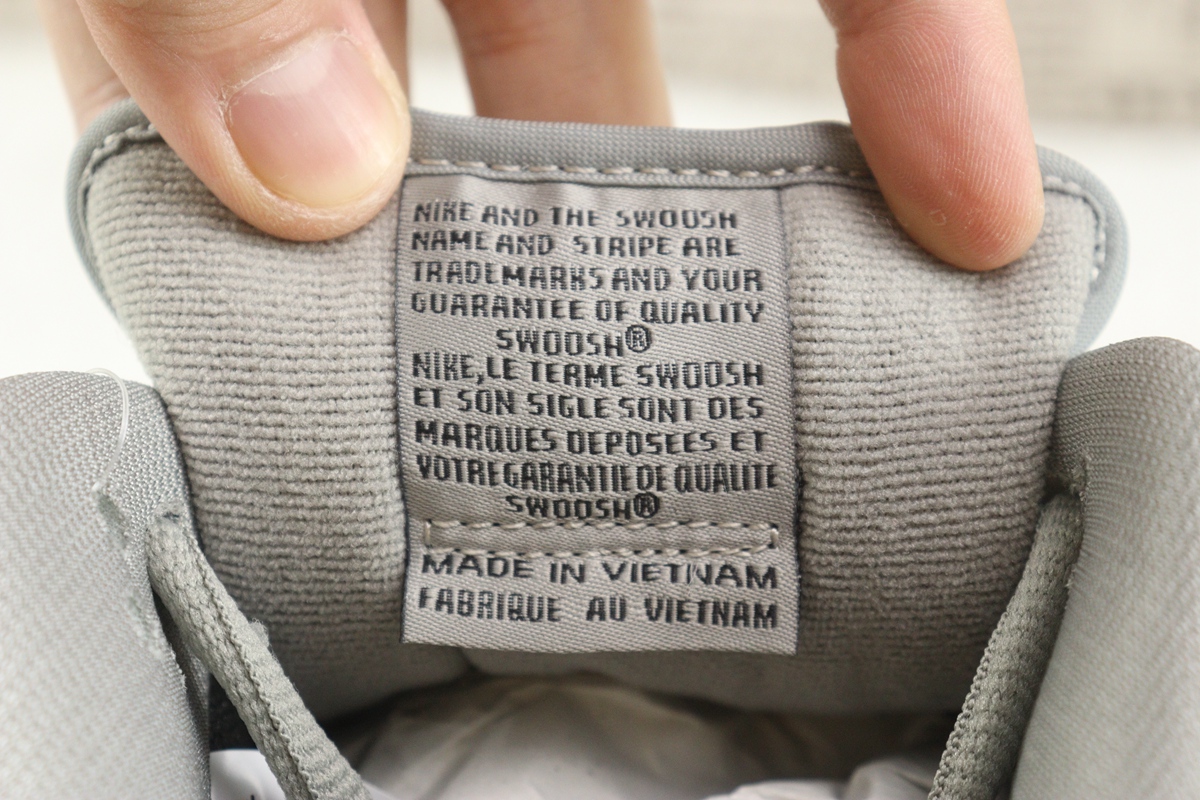 NIKE AND THE SWOOSH
NAME AND STRIPE ARE
TRADEMARKS AND YOUR
GUARANTEE OF QUALITY
SWOOSH®
NIKE, LE TERME SWOOSH
ET SON SIGLE SONT DES
MARQUES DEPOSEES ET
VOTRE GARANTIE DE QUALITE
SWOOSH®
MADE IN VIETNAM
FABRIQUE AU VIETNAM